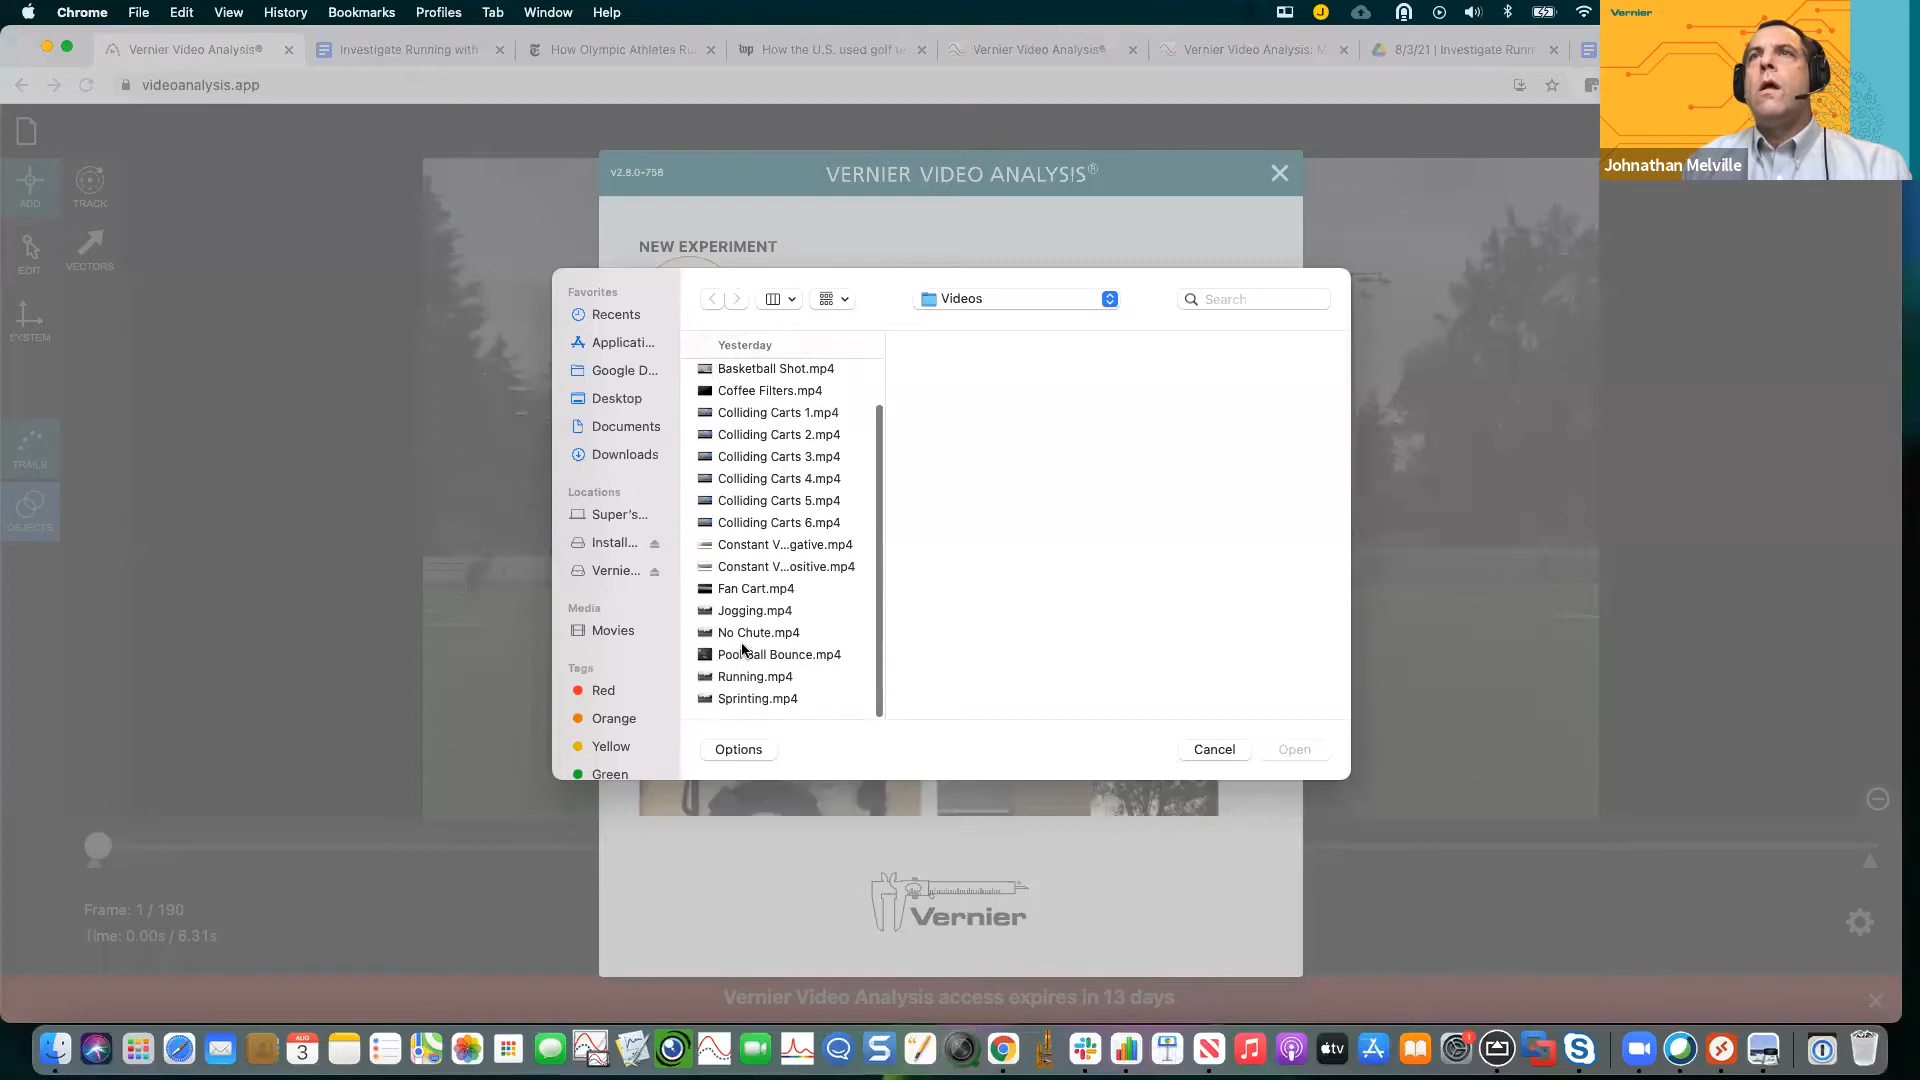 Chrome File Edit View History Bookmarks Profiles Tab Window Help
Vernier Video Analysis®
Investigate Running with
How Olympic Athletes Ru
How the U.S. used golf te
Vernier Video Analysis®
Vernier Video Analysis: M
8/3/21 | Investigate Runn
videoanalysis.app
Vernier
Johnathan Melville
ADD
TRACK
EDIT
VECTORS
SYSTEM
TRAILS
OBJECTS
v2.8.0-758
VERNIER VIDEO ANALYSIS®
NEW EXPERIMENT
Favorites
Recents
Applicati...
Google D...
Desktop
Documents
Downloads
Locations
Super's...
Install...
Vernie...
Media
Movies
Tags
Red
Orange
Yellow
Green
Videos
Search
Yesterday
Basketball Shot.mp4
Coffee Filters.mp4
Colliding Carts 1.mp4
Colliding Carts 2.mp4
Colliding Carts 3.mp4
Colliding Carts 4.mp4
Colliding Carts 5.mp4
Colliding Carts 6.mp4
Constant V...gative.mp4
Constant V...ositive.mp4
Fan Cart.mp4
Jogging.mp4
No Chute.mp4
Pool Ball Bounce.mp4
Running.mp4
Sprinting.mp4
Options
Cancel
Open
Vernier
Frame: 1 / 190
Time: 0.00s / 6.31s
Vernier Video Analysis access expires in 13 days
AUG
3
tv